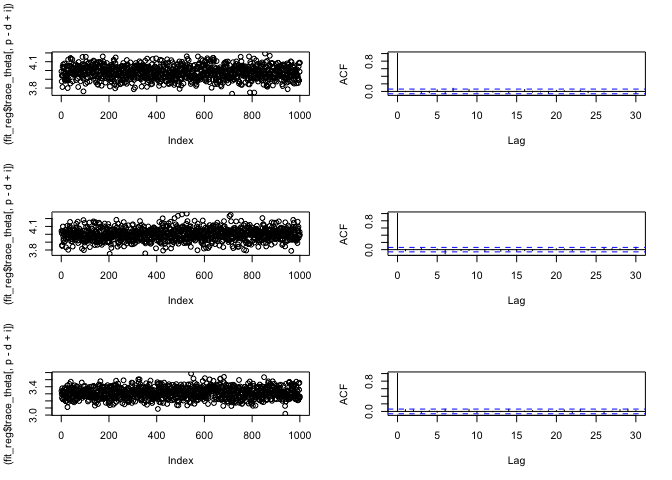 (fit_reg$trace_theta[, p - d + i])
3.8 4.1
0 200 400 600 800 1000
Index
ACF
0.0 0.8
0 5 10 15 20 25 30
Lag
(fit_reg$trace_theta[, p - d + i])
3.8 4.1
0 200 400 600 800 1000
Index
ACF
0.0 0.8
0 5 10 15 20 25 30
Lag
(fit_reg$trace_theta[, p - d + i])
3.0 3.4
0 200 400 600 800 1000
Index
ACF
0.0 0.8
0 5 10 15 20 25 30
Lag